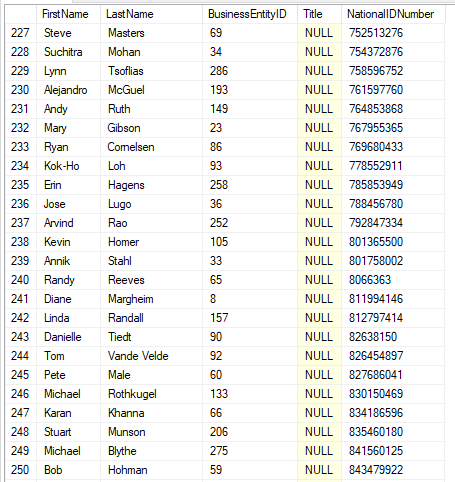 FirstName LastName BusinessEntityID Title NationalIDNumber
227 Steve Masters 69 NULL 752513276
228 Suchitra Mohan 34 NULL 754372876
229 Lynn Tsoflias 286 NULL 758596752
230 Alejandro McGuel 193 NULL 761597760
231 Andy Ruth 149 NULL 764853868
232 Mary Gibson 23 NULL 767955365
233 Ryan Cornelsen 86 NULL 769680433
234 Kok-Ho Loh 93 NULL 778552911
235 Erin Hagens 258 NULL 785853949
236 Jose Lugo 36 NULL 788456780
237 Arvind Rao 252 NULL 792847334
238 Kevin Homer 105 NULL 801365500
239 Annik Stahl 33 NULL 801758002
240 Randy Reeves 65 NULL 8066363
241 Diane Margheim 8 NULL 811994146
242 Linda Randall 157 NULL 812797414
243 Danielle Tiedt 90 NULL 82638150
244 Tom Vande Velde 92 NULL 826454897
245 Pete Male 60 NULL 827686041
246 Michael Rothkugel 133 NULL 830150469
247 Karan Khanna 66 NULL 834186596
248 Stuart Munson 206 NULL 835460180
249 Michael Blythe 275 NULL 841560125
250 Bob Hohman 59 NULL 843479922